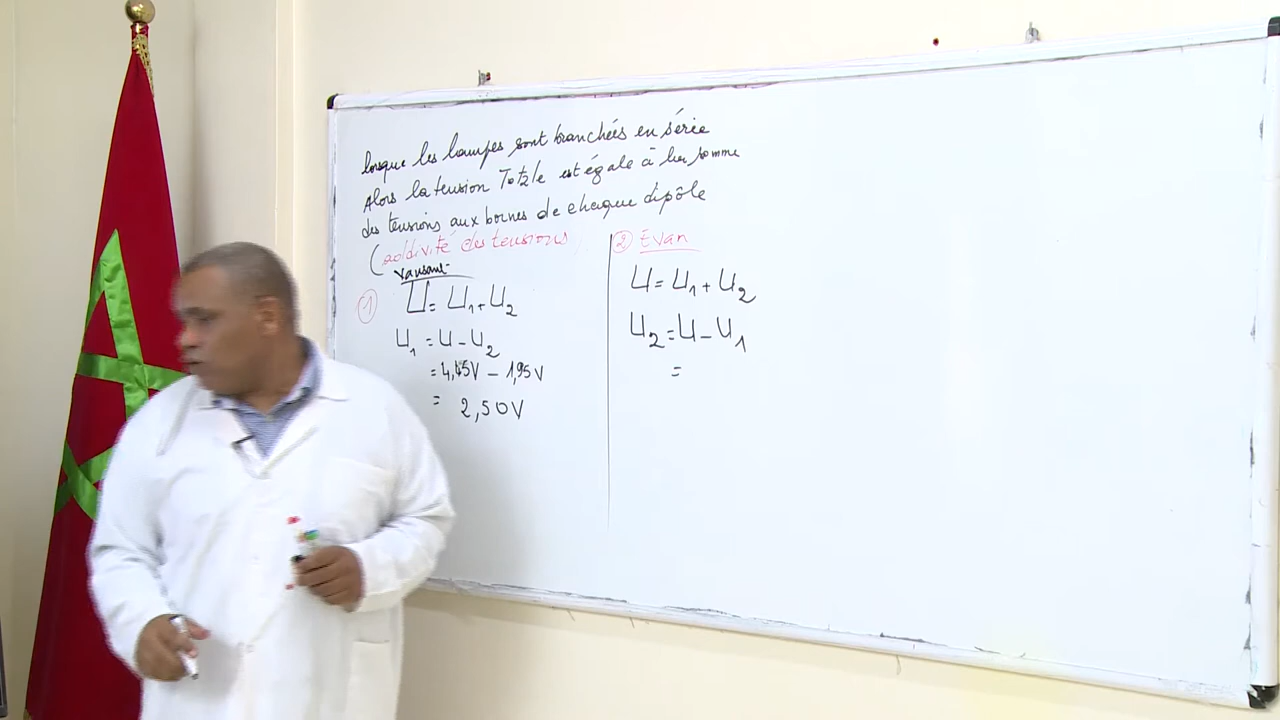 lorsque les lampes sont branchées en série
Alors la tension Totale est égale à la somme
des tensions aux bornes de chaque dipôle
(addivité des tensions
① U = U1 + U2
U1 = U - U2
= 4,45V - 1,95V
= 2,50V
② Evan
U = U1 + U2
U2 = U - U1
=